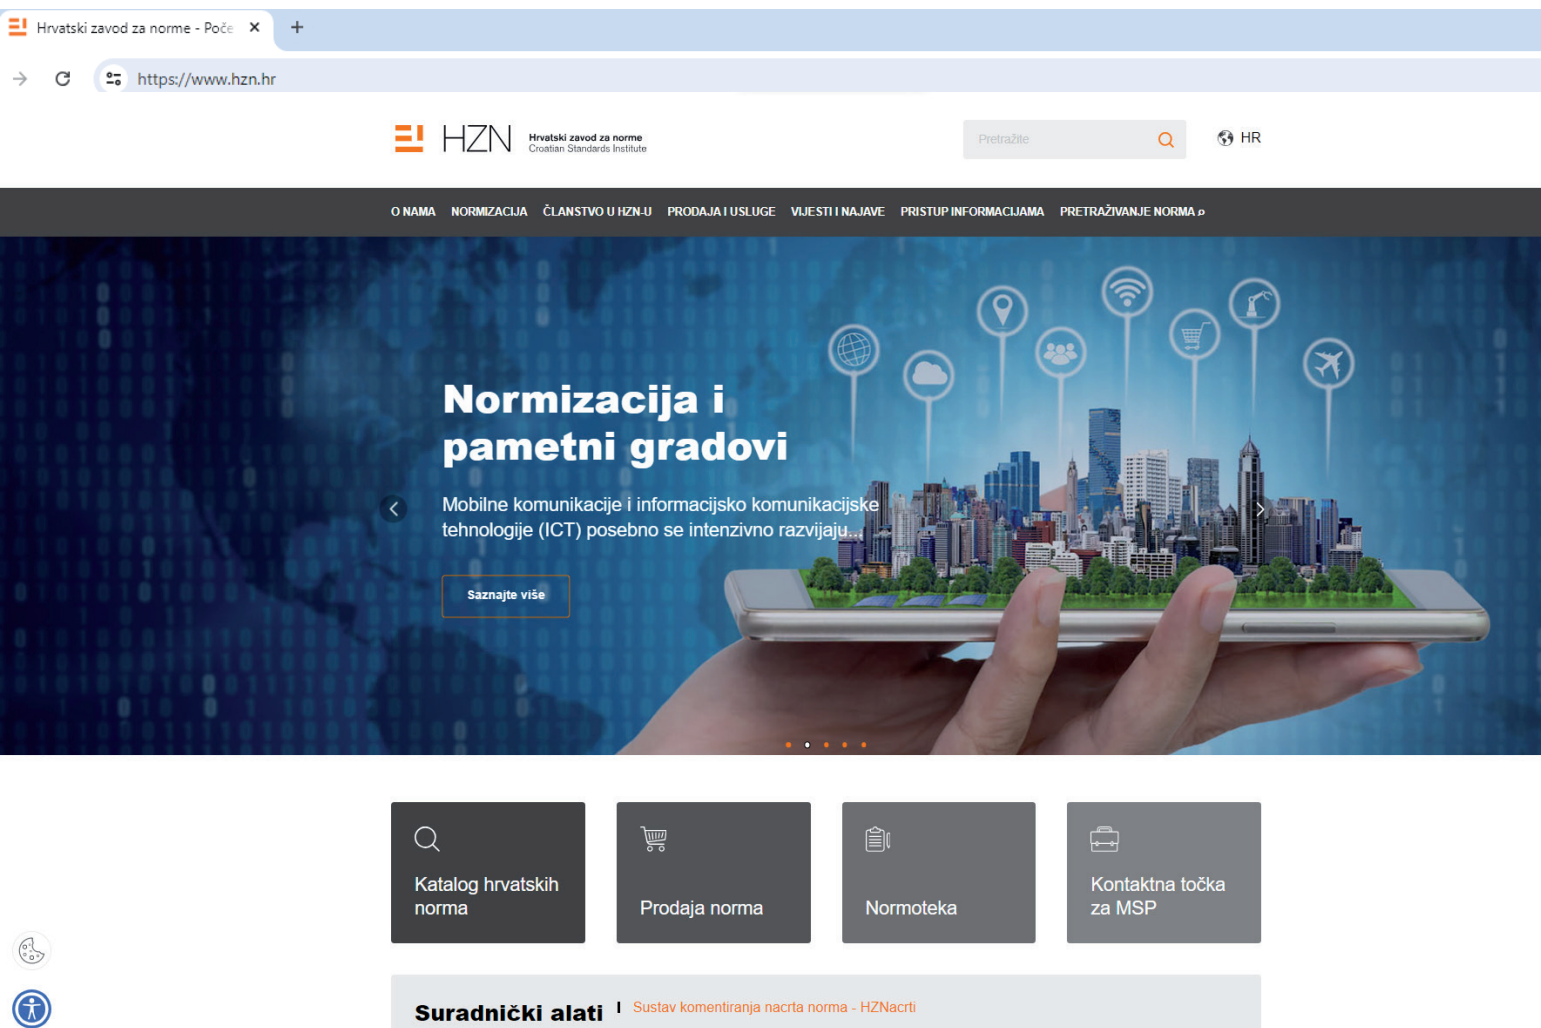 Hrvatski zavod za norme - Poče
https://www.hzn.hr
HZN
Hrvatski zavod za norme
Croatian Standards Institute
Pretražite
HR
O NAMA NORMIZACIJA ČLANSTVO U HZN-U PRODAJA I USLUGE VIJESTI I NAJAVE PRISTUP INFORMACIJAMA PRETRAŽIVANJE NORMA
Normizacija i
pametni gradovi
Mobilne komunikacije i informacijsko komunikacijske
tehnologije (ICT) posebno se intenzivno razvijaju...
Saznajte više
Katalog hrvatskih
norma
Prodaja norma
Normoteka
Kontaktna točka
za MSP
Suradnički alati
Sustav komentiranja nacrta norma - HZNacrti